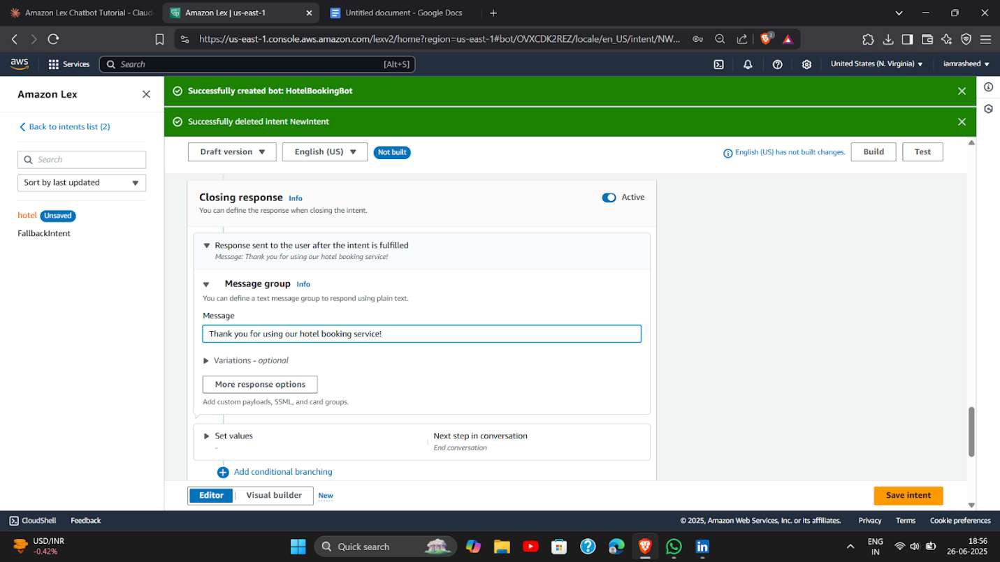 Amazon Lex Chatbot Tutorial - Claud
Amazon Lex | us-east-1
Untitled document - Google Docs
https://us-east-1.console.aws.amazon.com/lexv2/home?region=us-east-1#bot/OVXCDK2REZ/locale/en_US/intent/NW...
2
aws
Services
Search
[Alt+S]
United States (N. Virginia)
iamrasheed
Amazon Lex
Successfully created bot: HotelBookingBot
Back to intents list (2)
Successfully deleted intent NewIntent
Search
Draft version
English (US)
Not built
English (US) has not built changes.
Build
Test
Sort by last updated
hotel
Unsaved
FallbackIntent
Closing response
Info
Active
You can define the response when closing the intent.
Response sent to the user after the intent is fulfilled
Message: Thank you for using our hotel booking service!
Message group
Info
You can define a text message group to respond using plain text.
Message
Thank you for using our hotel booking service!
Variations - optional
More response options
Add custom payloads, SSML, and card groups.
Set values
-
Next step in conversation
End conversation
Add conditional branching
Editor
Visual builder
New
Save intent
CloudShell
Feedback
© 2025, Amazon Web Services, Inc. or its affiliates.
Privacy
Terms
Cookie preferences
USD/INR
-0.42%
Quick search
ENG
IN
18:56
26-06-2025